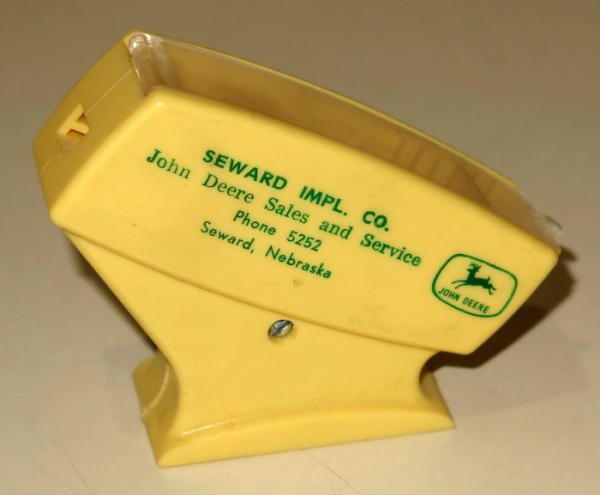 SEWARD IMPL. CO.
John Deere Sales and Service
Phone 5252
Seward, Nebraska
JOHN DEERE